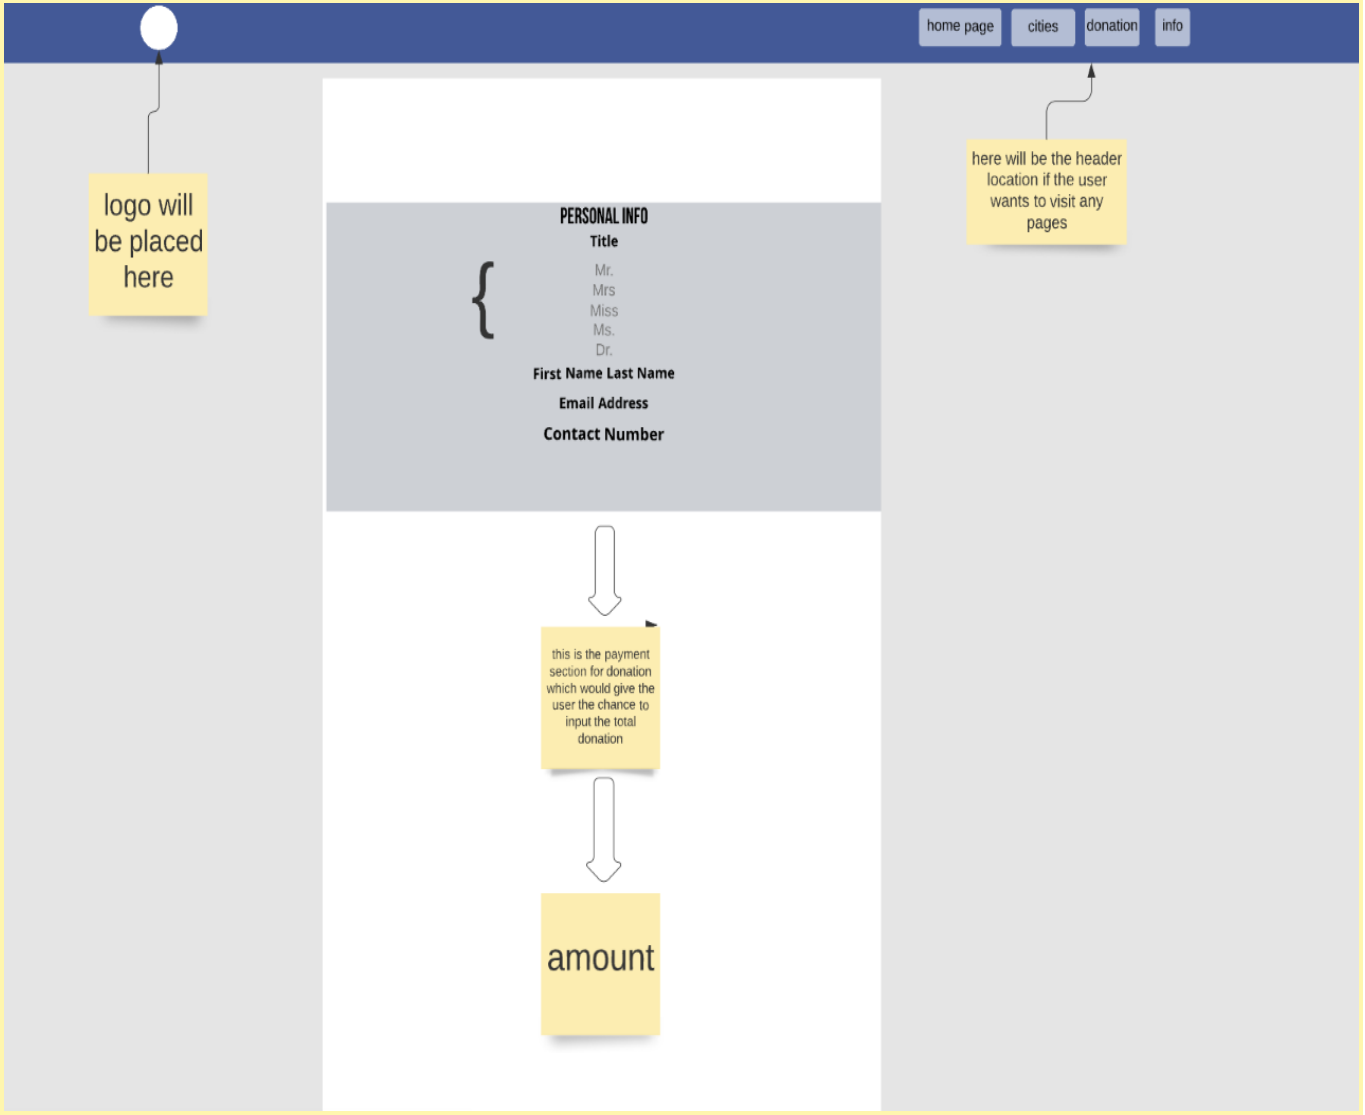 home page
cities
donation
info
logo will
be placed
here
here will be the header
location if the user
wants to visit any
pages
PERSONAL INFO
Title
{
Mr.
Mrs
Miss
Ms.
Dr.
First Name Last Name
Email Address
Contact Number
this is the payment
section for donation
which would give the
user the chance to
input the total
donation
amount